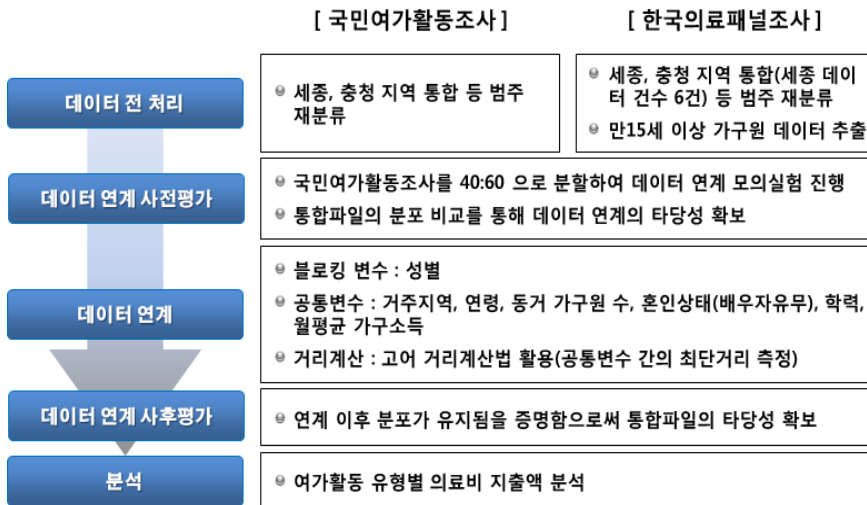 [ 국민여가활동조사 ]
[ 한국의료패널조사 ]
데이터 전 처리
세종, 충청 지역 통합 등 범주
재분류
세종, 충청 지역 통합(세종 데이
터 건수 6건) 등 범주 재분류
만15세 이상 가구원 데이터 추출
데이터 연계 사전평가
국민여가활동조사를 40:60 으로 분할하여 데이터 연계 모의실험 진행
통합파일의 분포 비교를 통해 데이터 연계의 타당성 확보
데이터 연계
블로킹 변수 : 성별
공통변수 : 거주지역, 연령, 동거 가구원 수, 혼인상태(배우자유무), 학력,
월평균 가구소득
거리계산 : 고어 거리계산법 활용(공통변수 간의 최단거리 측정)
데이터 연계 사후평가
연계 이후 분포가 유지됨을 증명함으로써 통합파일의 타당성 확보
분석
여가활동 유형별 의료비 지출액 분석